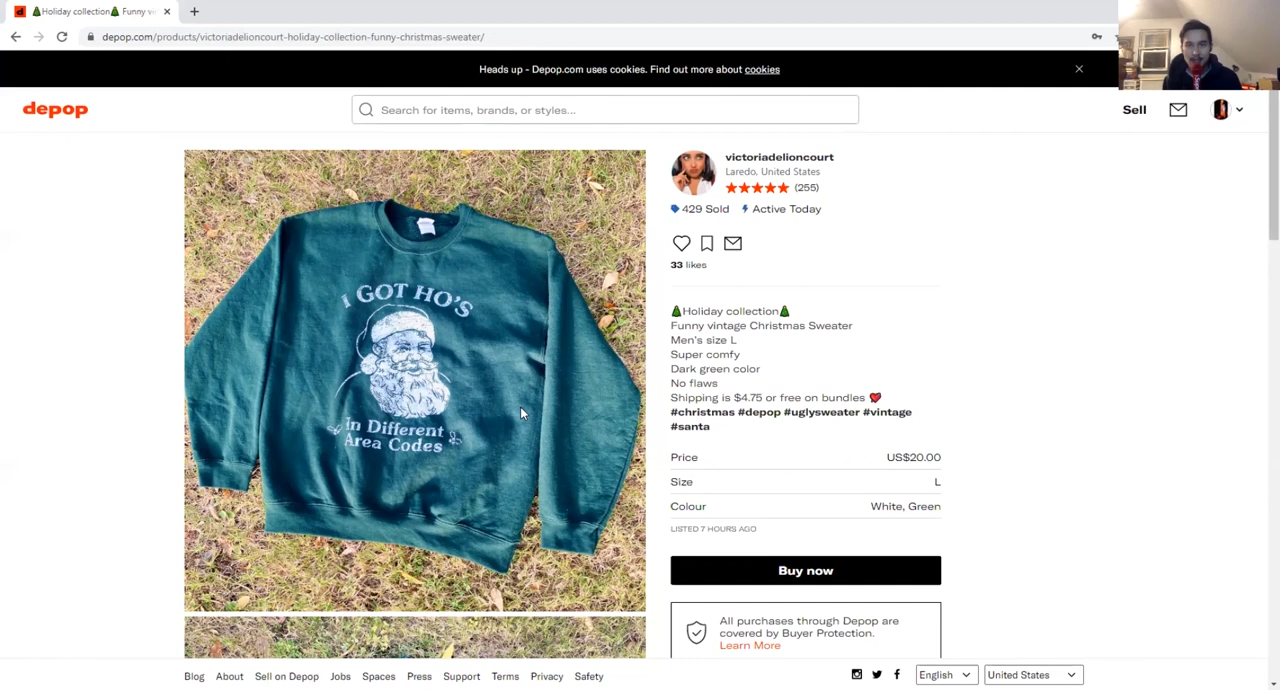 🎄Holiday collection🎄 Funny vi
depop.com/products/victoriadelioncourt-holiday-collection-funny-christmas-sweater/
Heads up - Depop.com uses cookies. Find out more about cookies
depop
Search for items, brands, or styles...
Sell
I GOT HO'S
In Different
Area Codes
victoriadelioncourt
Laredo, United States
(255)
429 Sold Active Today
33 likes
🎄Holiday collection🎄
Funny vintage Christmas Sweater
Men's size L
Super comfy
Dark green color
No flaws
Shipping is $4.75 or free on bundles ❤️
#christmas #depop #uglysweater #vintage
#santa
Price US$20.00
Size L
Colour White, Green
LISTED 7 HOURS AGO
Buy now
All purchases through Depop are
covered by Buyer Protection.
Learn More
Blog About Sell on Depop Jobs Spaces Press Support Terms Privacy Safety English United States